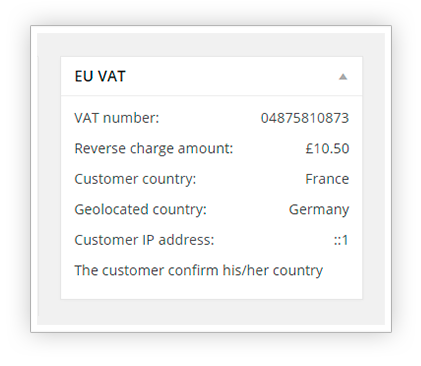 EU VAT
VAT number: 04875810873
Reverse charge amount: £10.50
Customer country: France
Geolocated country: Germany
Customer IP address: ::1
The customer confirm his/her country